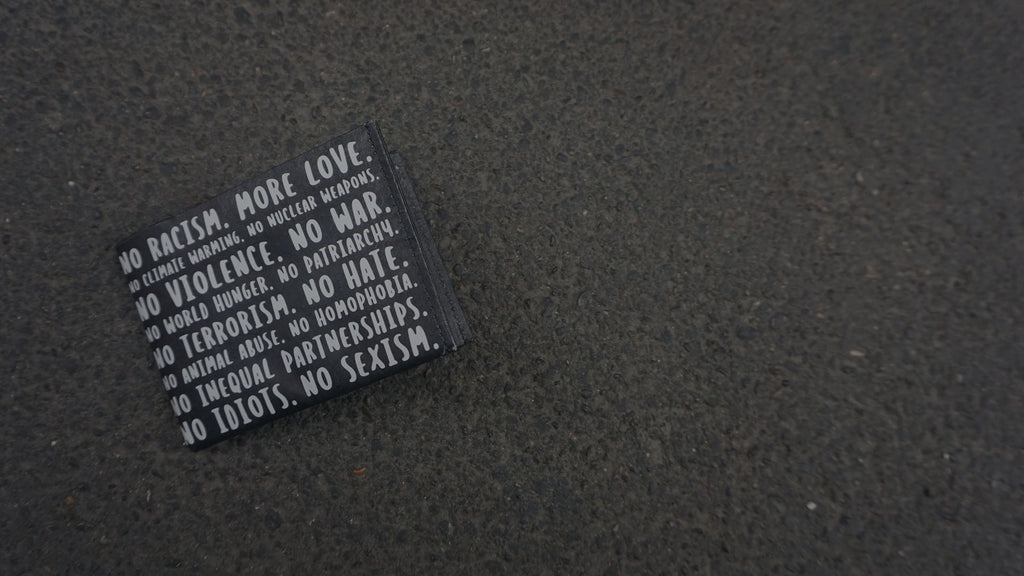 NO RACISM. MORE LOVE.
NO CLIMATE WARMING. NO NUCLEAR WEAPONS.
NO VIOLENCE. NO WAR.
NO WORLD HUNGER. NO PATRIARCHY.
NO TERRORISM. NO HATE.
NO ANIMAL ABUSE. NO HOMOPHOBIA.
NO INEQUAL PARTNERSHIPS.
NO IDIOTS. NO SEXISM.